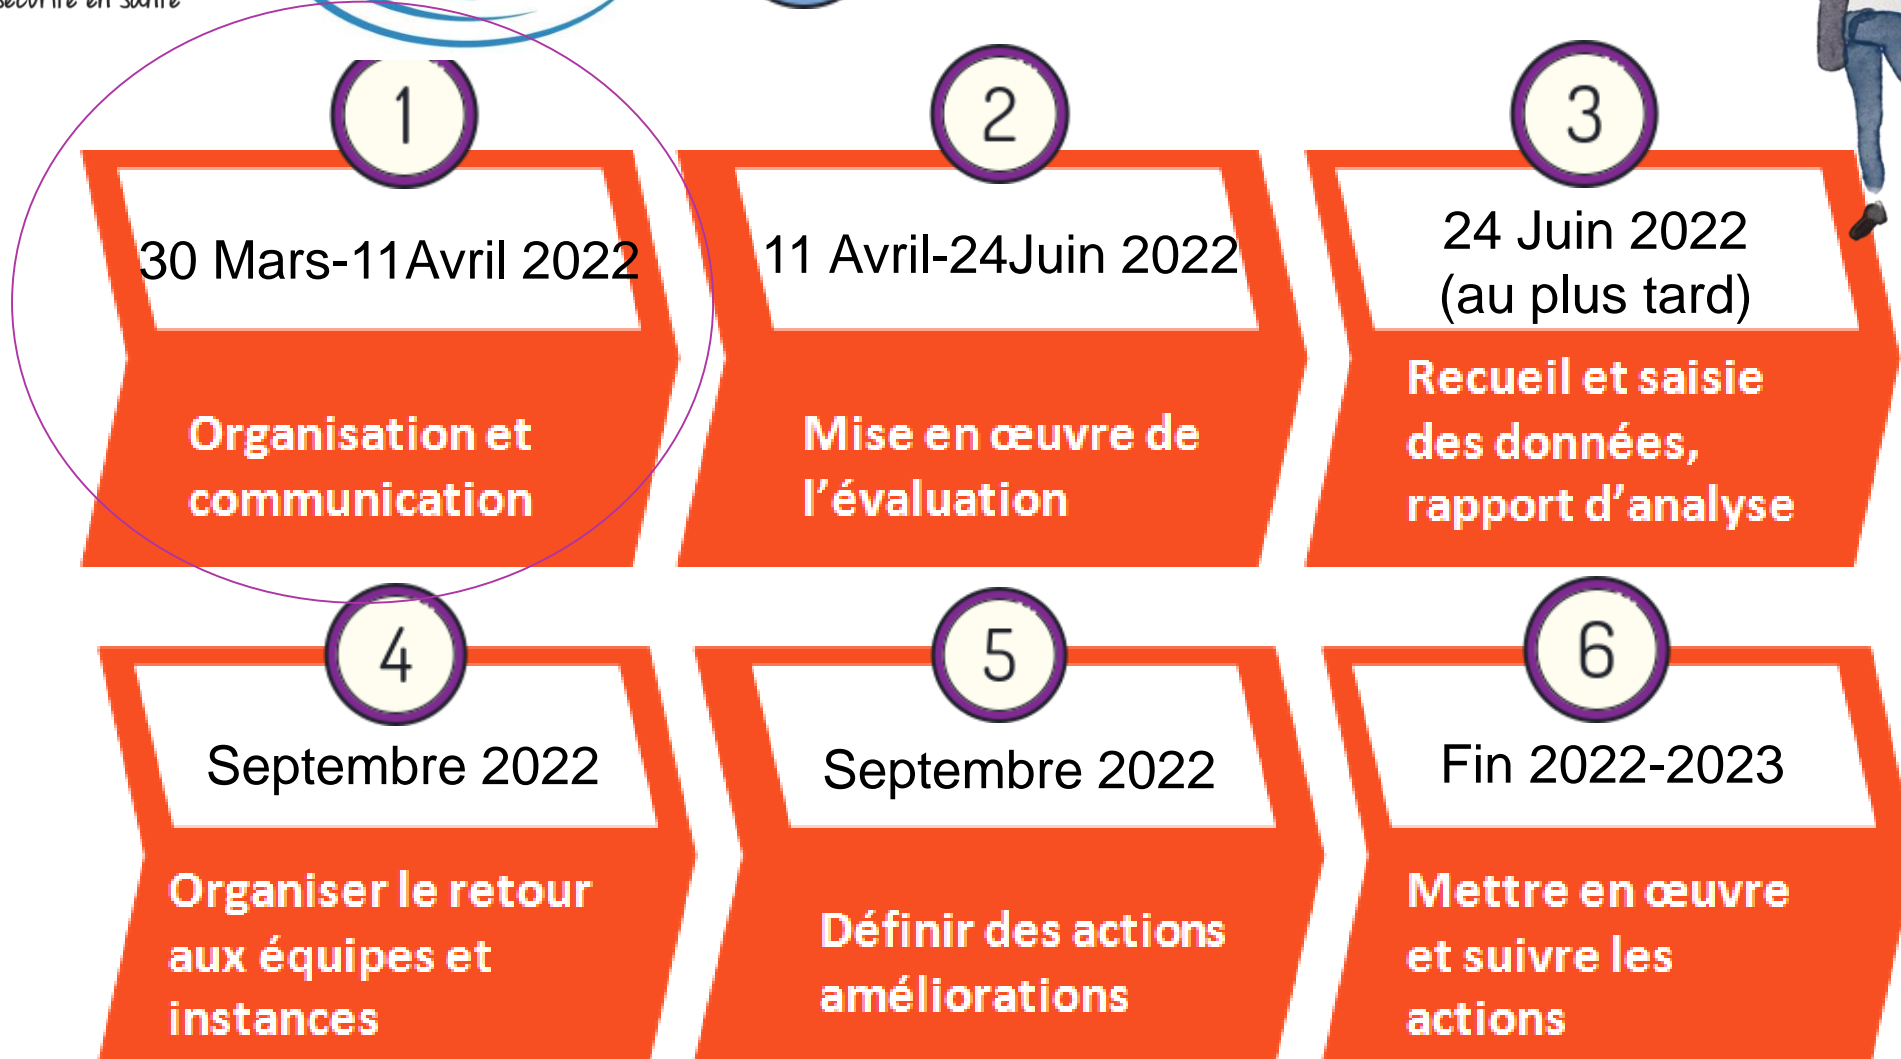 sécurité en santé
1
30 Mars-11Avril 2022
Organisation et
communication
2
11 Avril-24Juin 2022
Mise en œuvre de
l'évaluation
3
24 Juin 2022
(au plus tard)
Recueil et saisie
des données,
rapport d'analyse
4
Septembre 2022
Organiser le retour
aux équipes et
instances
5
Septembre 2022
Définir des actions
améliorations
6
Fin 2022-2023
Mettre en œuvre
et suivre les
actions